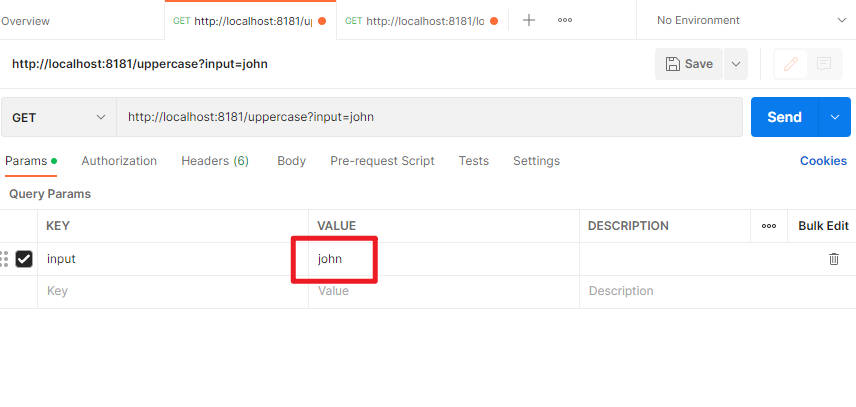 Overview GET http://localhost:8181/up GET http://localhost:8181/lo No Environment
http://localhost:8181/uppercase?input=john Save
GET http://localhost:8181/uppercase?input=john Send
Params Authorization Headers (6) Body Pre-request Script Tests Settings Cookies
Query Params
KEY VALUE DESCRIPTION Bulk Edit
input john
Key Value Description